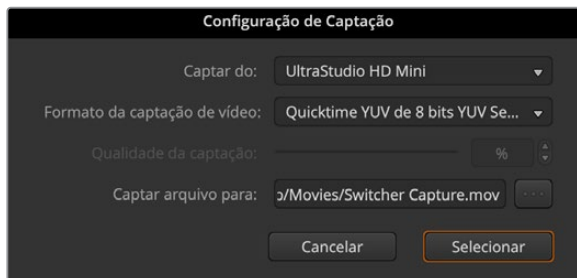 Configuração de Captação
Captar do: UltraStudio HD Mini
Formato da captação de vídeo: Quicktime YUV de 8 bits YUV Se...
Qualidade da captação: %
Captar arquivo para: o/Movies/Switcher Capture.mov ...
Cancelar Selecionar